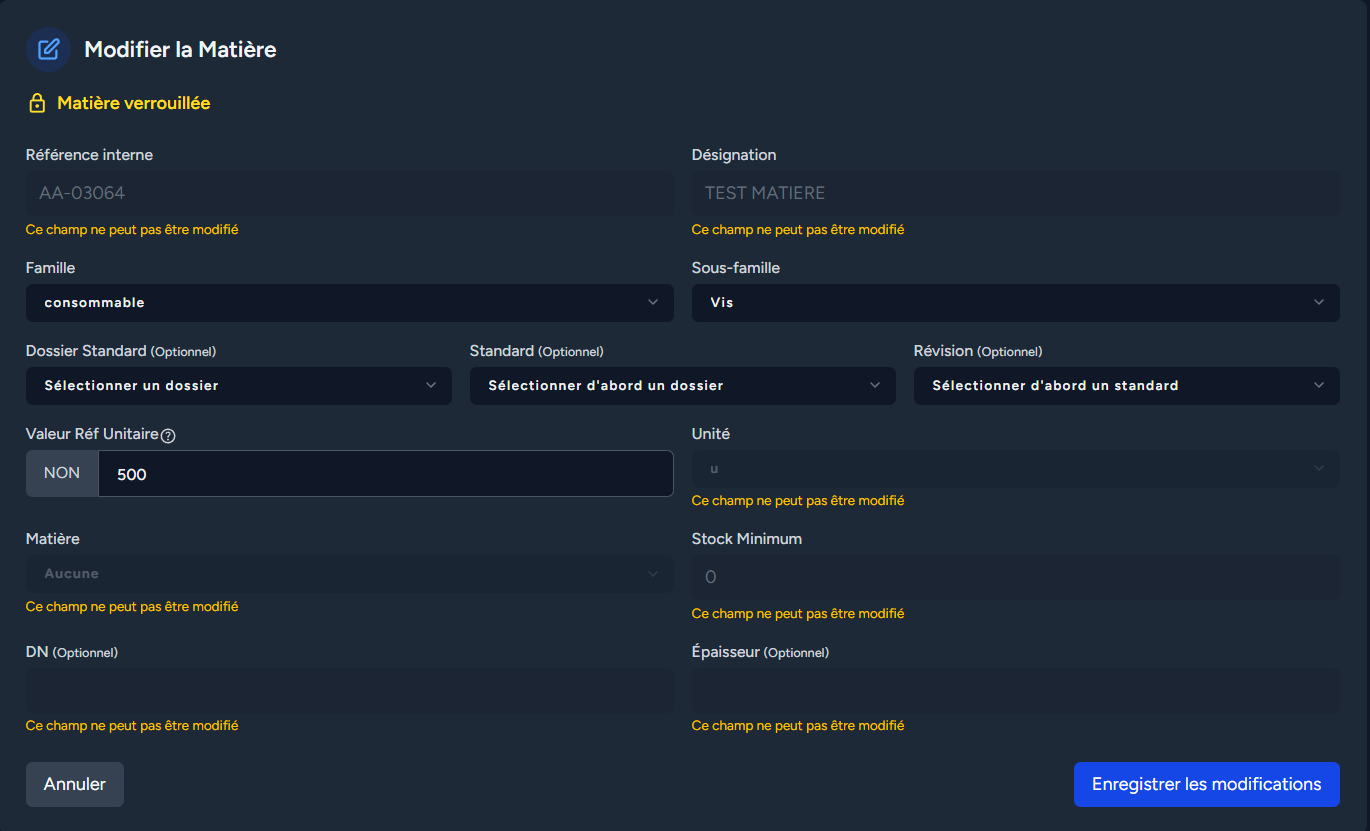 Modifier la Matière
Matière verrouillée
Référence interne
Désignation
AA-03064
TEST MATIERE
Ce champ ne peut pas être modifié
Ce champ ne peut pas être modifié
Famille
Sous-famille
consommable
Vis
Dossier Standard (Optionnel)
Standard (Optionnel)
Révision (Optionnel)
Sélectionner un dossier
Sélectionner d'abord un dossier
Sélectionner d'abord un standard
Valeur Réf Unitaire?
Unité
NON
500
u
Ce champ ne peut pas être modifié
Matière
Stock Minimum
Aucune
0
Ce champ ne peut pas être modifié
Ce champ ne peut pas être modifié
DN (Optionnel)
Épaisseur (Optionnel)
Ce champ ne peut pas être modifié
Ce champ ne peut pas être modifié
Annuler
Enregistrer les modifications